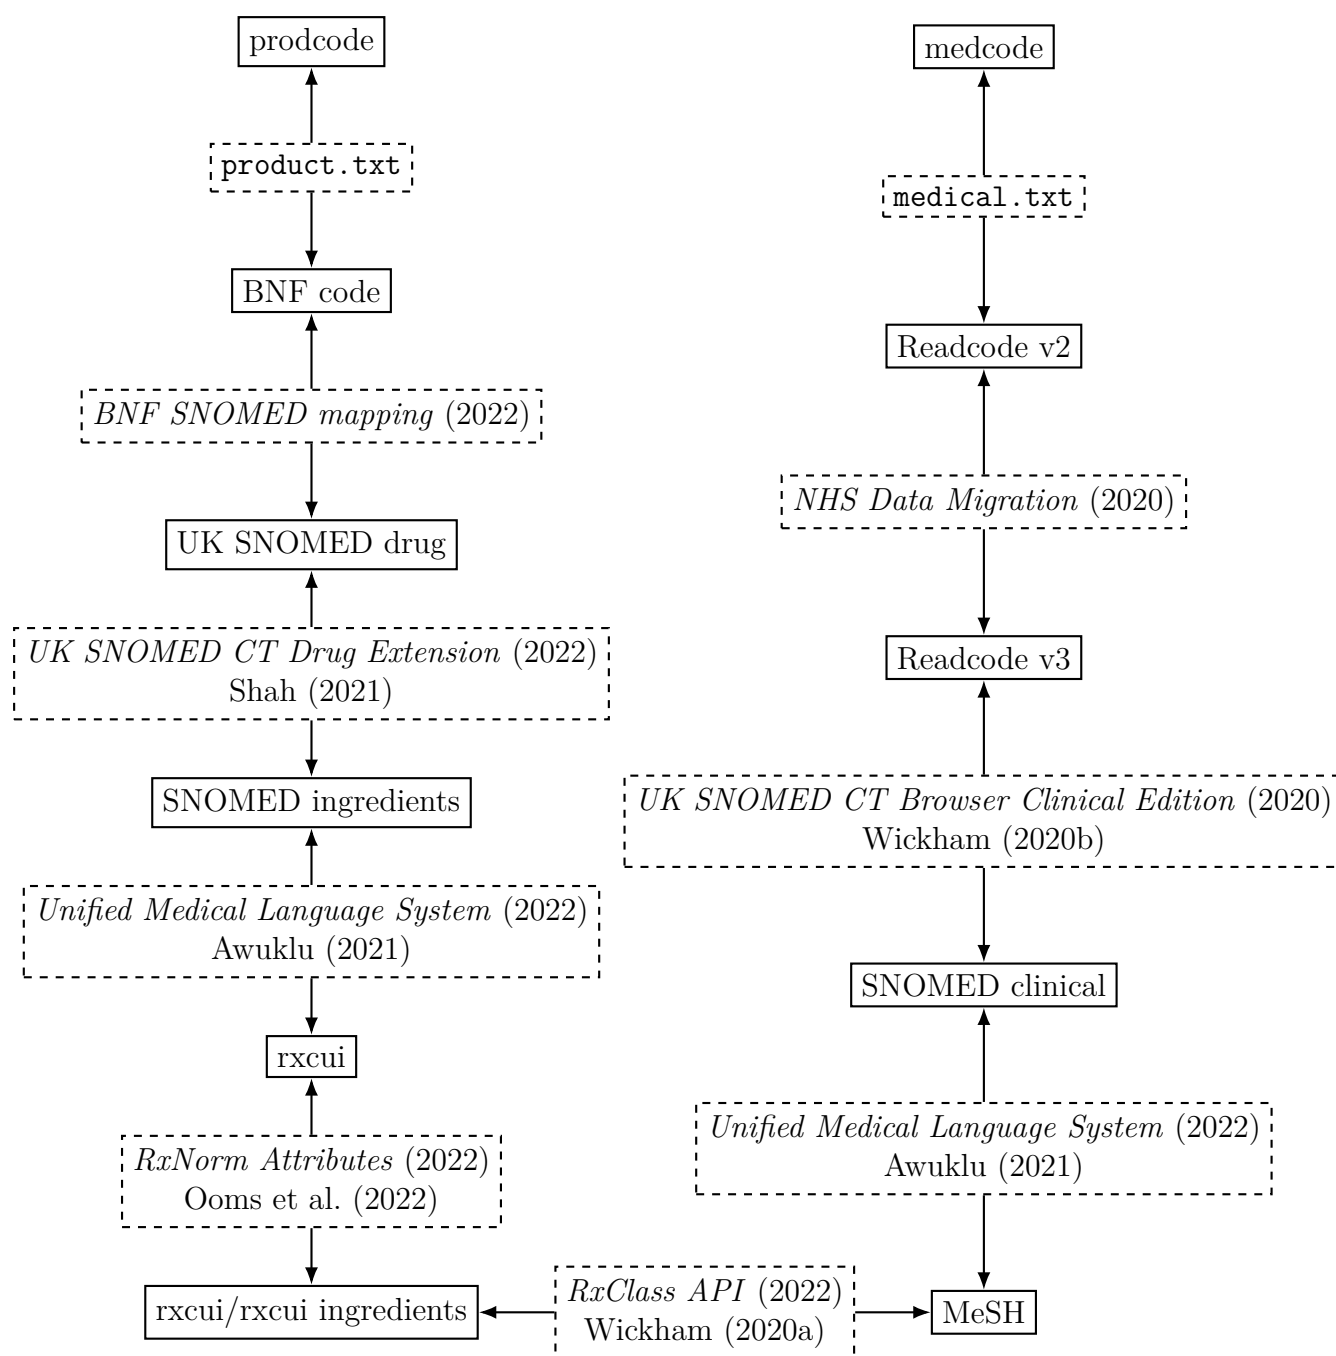 prodcode
product.txt
BNF code
BNF SNOMED mapping (2022)
UK SNOMED drug
UK SNOMED CT Drug Extension (2022)
Shah (2021)
SNOMED ingredients
Unified Medical Language System (2022)
Awuklu (2021)
rxcui
RxNorm Attributes (2022)
Ooms et al. (2022)
rxcui/rxcui ingredients
RxClass API (2022)
Wickham (2020a)
medcode
medical.txt
Readcode v2
NHS Data Migration (2020)
Readcode v3
UK SNOMED CT Browser Clinical Edition (2020)
Wickham (2020b)
SNOMED clinical
Unified Medical Language System (2022)
Awuklu (2021)
MeSH